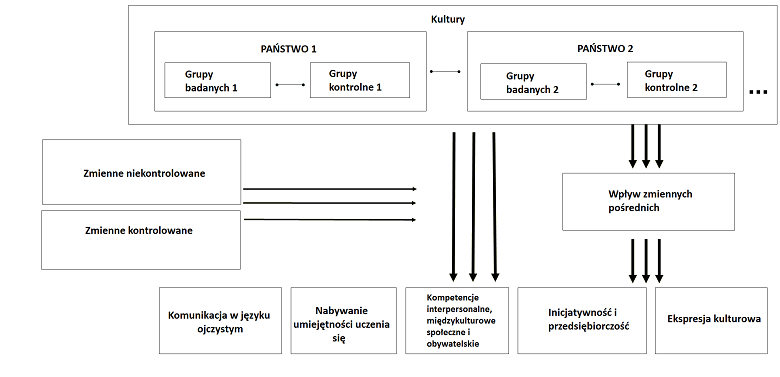 Kultury
PAŃSTWO 1
PAŃSTWO 2
Grupy
badanych 1
Grupy
kontrolne 1
Grupy
badanych 2
Grupy
kontrolne 2
...
Zmienne niekontrolowane
Zmienne kontrolowane
Wpływ zmiennych
pośrednich
Komunikacja w języku
ojczystym
Nabywanie
umiejętności uczenia
się
Kompetencje
interpersonalne,
międzykulturowe
społeczne i
obywatelskie
Inicjatywność i
przedsiębiorczość
Ekspresja kulturowa